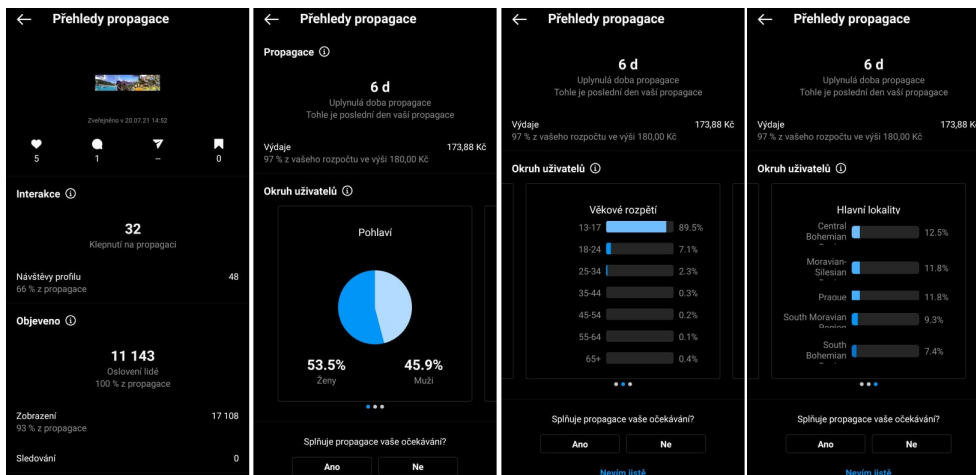 Přehledy propagace
Zveřejněno v 20.07.21 14:52
5
1
--
0
Interakce
32
Klepnutí na propagaci
Návštěvy profilu 48
66 % z propagace
Objeveno
11 143
Oslovení lidé
100 % z propagace
Zobrazení 17 108
93 % z propagace
Sledování 0
Přehledy propagace
Propagace
6 d
Uplynulá doba propagace
Tohle je poslední den vaší propagace
Výdaje 173,88 Kč
97 % z vašeho rozpočtu ve výši 180,00 Kč
Okruh uživatelů
Pohlaví
53.5% 45.9%
Ženy Muži
Splňuje propagace vaše očekávání?
Ano Ne
Přehledy propagace
6 d
Uplynulá doba propagace
Tohle je poslední den vaší propagace
Výdaje 173,88 Kč
97 % z vašeho rozpočtu ve výši 180,00 Kč
Okruh uživatelů
Věkové rozpětí
13-17 89.5%
18-24 7.1%
25-34 2.3%
35-44 0.3%
45-54 0.2%
55-64 0.1%
65+ 0.4%
Splňuje propagace vaše očekávání?
Ano Ne
Nevím jistě
Přehledy propagace
6 d
Uplynulá doba propagace
Tohle je poslední den vaší propagace
Výdaje 173,88 Kč
97 % z vašeho rozpočtu ve výši 180,00 Kč
Okruh uživatelů
Hlavní lokality
Central
Bohemian 12.5%
Moravian-
Silesian 11.8%
Prague 11.8%
South Moravian 9.3%
Region
South
Bohemian 7.4%
Splňuje propagace vaše očekávání?
Ano Ne
Nevím jistě